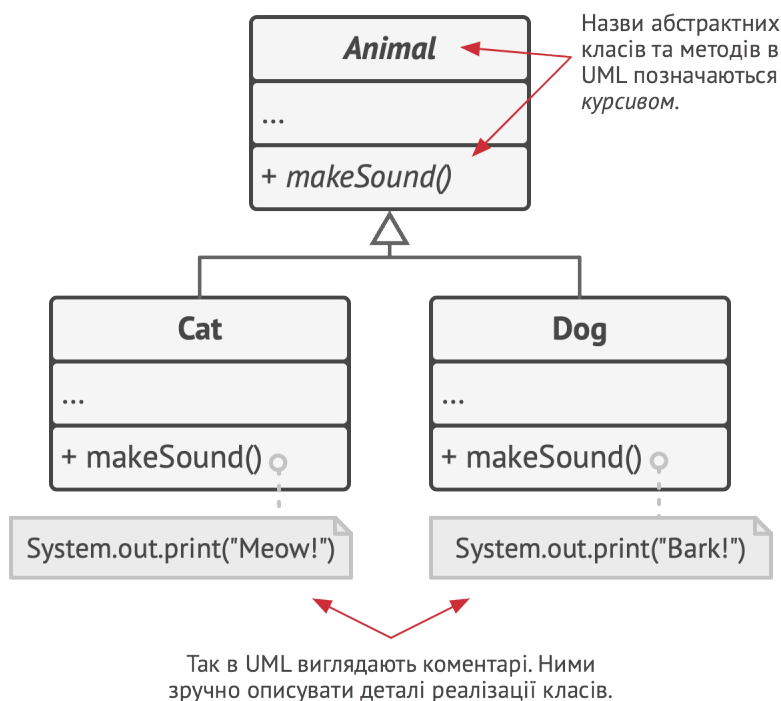 Animal
...
+ makeSound()
Назви абстрактних
класів та методів в
UML позначаються
курсивом.
Cat
...
+ makeSound()
System.out.print("Meow!")
Dog
...
+ makeSound()
System.out.print("Bark!")
Так в UML виглядають коментарі. Ними
зручно описувати деталі реалізації класів.